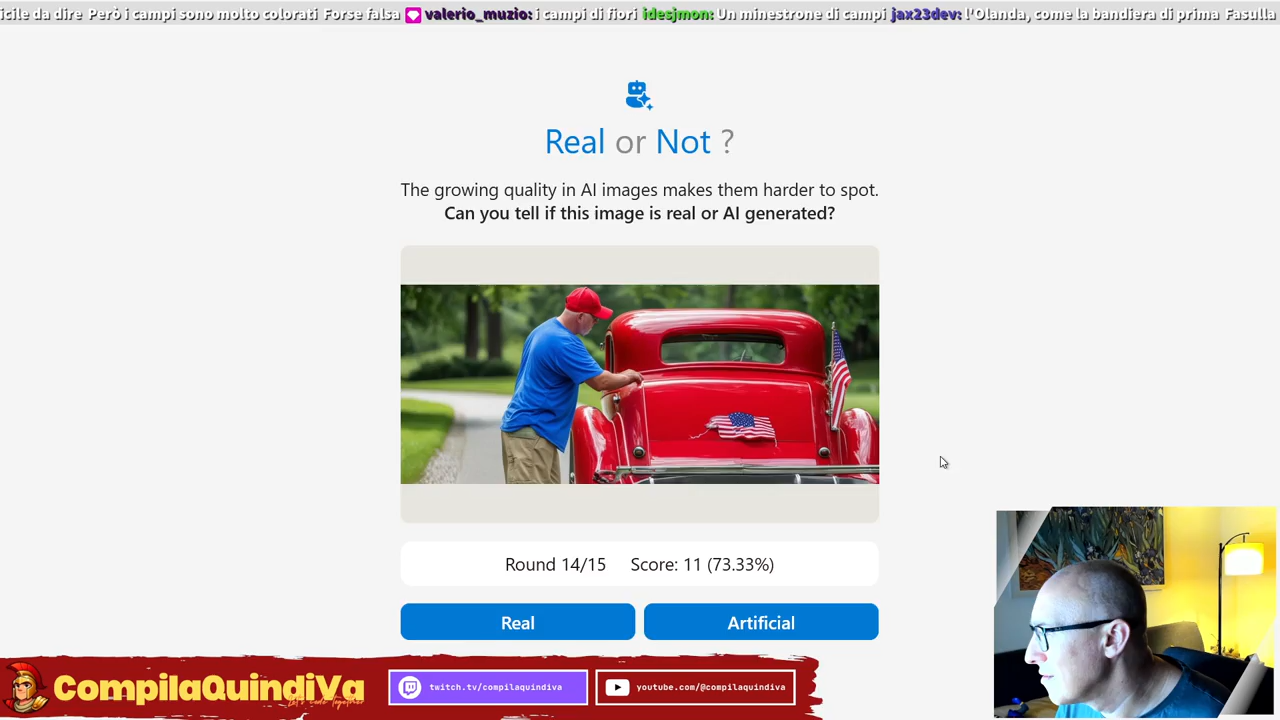 icile da dire Però i campi sono molto colorati Forse falsa valerio_muzio: i campi di fiori idesjmon: Un minestrone di campi jax23dev: l'Olanda, come la bandiera di prima Fasulla
Real or Not ?
The growing quality in AI images makes them harder to spot.
Can you tell if this image is real or AI generated?
Round 14/15 Score: 11 (73.33%)
Real Artificial
CompilaQuindiVa
Let's Code Together
twitch.tv/compilaquindiva
youtube.com/@compilaquindiva